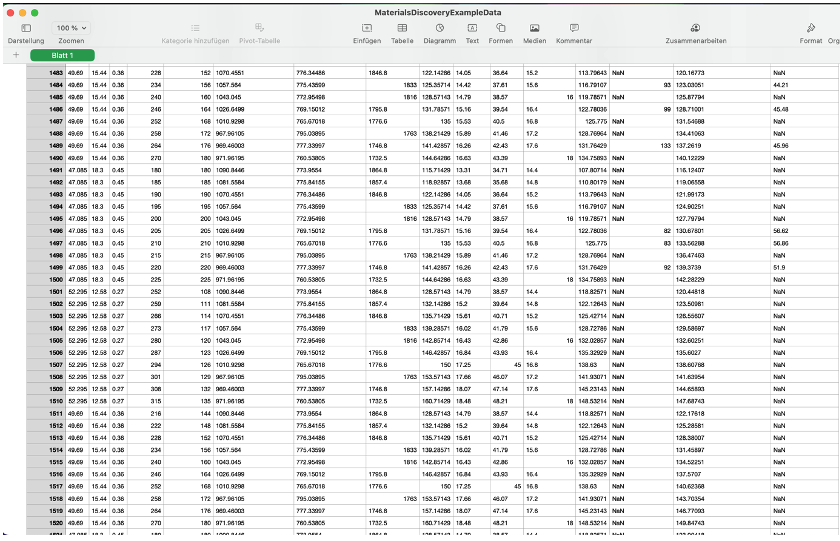 MaterialsDiscoveryExampleData
100 %
Darstellung Zoomen Kategorie hinzufügen Pivot-Tabelle Einfügen Tabelle Diagramm Text Formen Medien Kommentar Zusammenarbeiten Format Org
+ Blatt 1
1483 49.69 15.44 0.36 228 152 1070.4551 776.34486 1846.8 122.14286 14.05 36.64 15.2 113.79643 NaN 120.16773 NaN
1484 49.69 15.44 0.36 234 156 1057.564 775.43599 1833 125.35714 14.42 37.61 15.6 116.79107 93 123.03051 44.21
1485 49.69 15.44 0.36 240 160 1043.045 772.95498 1816 128.57143 14.79 38.57 16 119.78571 NaN 125.87794 NaN
1486 49.69 15.44 0.36 246 164 1026.6499 769.15012 1795.8 131.78571 15.16 39.54 16.4 122.78036 99 128.71001 45.48
1487 49.69 15.44 0.36 252 168 1010.9298 765.67018 1776.6 135 15.53 40.5 16.8 125.775 NaN 131.54688 NaN
1488 49.69 15.44 0.36 258 172 967.96105 795.03895 1763 138.21429 15.89 41.46 17.2 128.76964 NaN 134.41063 NaN
1489 49.69 15.44 0.36 264 176 969.46003 777.33997 1746.8 141.42857 16.26 42.43 17.6 131.76429 133 137.2619 45.96
1490 49.69 15.44 0.36 270 180 971.96195 760.53805 1732.5 144.64286 16.63 43.39 18 134.75893 NaN 140.12229 NaN
1491 47.085 18.3 0.45 180 180 1090.8446 773.9554 1864.8 115.71429 13.31 34.71 14.4 107.80714 NaN 116.12407 NaN
1492 47.085 18.3 0.45 185 185 1081.5584 775.84155 1857.4 118.92857 13.68 35.68 14.8 110.80179 NaN 119.06558 NaN
1493 47.085 18.3 0.45 190 190 1070.4551 776.34486 1846.8 122.14286 14.05 36.64 15.2 113.79643 NaN 121.99173 NaN
1494 47.085 18.3 0.45 195 195 1057.564 775.43599 1833 125.35714 14.42 37.61 15.6 116.79107 NaN 124.90251 NaN
1495 47.085 18.3 0.45 200 200 1043.045 772.95498 1816 128.57143 14.79 38.57 16 119.78571 NaN 127.79794 NaN
1496 47.085 18.3 0.45 205 205 1026.6499 769.15012 1795.8 131.78571 15.16 39.54 16.4 122.78036 82 130.67801 56.62
1497 47.085 18.3 0.45 210 210 1010.9298 765.67018 1776.6 135 15.53 40.5 16.8 125.775 83 133.56288 56.86
1498 47.085 18.3 0.45 215 215 967.96105 795.03895 1763 138.21429 15.89 41.46 17.2 128.76964 NaN 136.47463 NaN
1499 47.085 18.3 0.45 220 220 969.46003 777.33997 1746.8 141.42857 16.26 42.43 17.6 131.76429 92 139.3739 51.9
1500 47.085 18.3 0.45 225 225 971.96195 760.53805 1732.5 144.64286 16.63 43.39 18 134.75893 NaN 142.28229 NaN
1501 52.295 12.58 0.27 252 108 1090.8446 773.9554 1864.8 128.57143 14.79 38.57 14.4 118.82571 NaN 120.44818 NaN
1502 52.295 12.58 0.27 259 111 1081.5584 775.84155 1857.4 132.14286 15.2 39.64 14.8 122.12643 NaN 123.50981 NaN
1503 52.295 12.58 0.27 266 114 1070.4551 776.34486 1846.8 135.71429 15.61 40.71 15.2 125.42714 NaN 126.55607 NaN
1504 52.295 12.58 0.27 273 117 1057.564 775.43599 1833 139.28571 16.02 41.79 15.6 128.72786 NaN 129.58697 NaN
1505 52.295 12.58 0.27 280 120 1043.045 772.95498 1816 142.85714 16.43 42.86 16 132.02857 NaN 132.60251 NaN
1506 52.295 12.58 0.27 287 123 1026.6499 769.15012 1795.8 146.42857 16.84 43.93 16.4 135.32929 NaN 135.6027 NaN
1507 52.295 12.58 0.27 294 126 1010.9298 765.67018 1776.6 150 17.25 45 16.8 138.63 NaN 138.60768 NaN
1508 52.295 12.58 0.27 301 129 967.96105 795.03895 1763 153.57143 17.66 46.07 17.2 141.93071 NaN 141.63954 NaN
1509 52.295 12.58 0.27 308 132 969.46003 777.33997 1746.8 157.14286 18.07 47.14 17.6 145.23143 NaN 144.65893 NaN
1510 52.295 12.58 0.27 315 135 971.96195 760.53805 1732.5 160.71429 18.48 48.21 18 148.53214 NaN 147.68743 NaN
1511 49.69 15.44 0.36 216 144 1090.8446 773.9554 1864.8 128.57143 14.79 38.57 14.4 118.82571 NaN 122.17618 NaN
1512 49.69 15.44 0.36 222 148 1081.5584 775.84155 1857.4 132.14286 15.2 39.64 14.8 122.12643 NaN 125.28581 NaN
1513 49.69 15.44 0.36 228 152 1070.4551 776.34486 1846.8 135.71429 15.61 40.71 15.2 125.42714 NaN 128.38007 NaN
1514 49.69 15.44 0.36 234 156 1057.564 775.43599 1833 139.28571 16.02 41.79 15.6 128.72786 NaN 131.45897 NaN
1515 49.69 15.44 0.36 240 160 1043.045 772.95498 1816 142.85714 16.43 42.86 16 132.02857 NaN 134.52251 NaN
1516 49.69 15.44 0.36 246 164 1026.6499 769.15012 1795.8 146.42857 16.84 43.93 16.4 135.32929 NaN 137.5707 NaN
1517 49.69 15.44 0.36 252 168 1010.9298 765.67018 1776.6 150 17.25 45 16.8 138.63 NaN 140.62368 NaN
1518 49.69 15.44 0.36 258 172 967.96105 795.03895 1763 153.57143 17.66 46.07 17.2 141.93071 NaN 143.70354 NaN
1519 49.69 15.44 0.36 264 176 969.46003 777.33997 1746.8 157.14286 18.07 47.14 17.6 145.23143 NaN 146.77093 NaN
1520 49.69 15.44 0.36 270 180 971.96195 760.53805 1732.5 160.71429 18.48 48.21 18 148.53214 NaN 149.84743 NaN